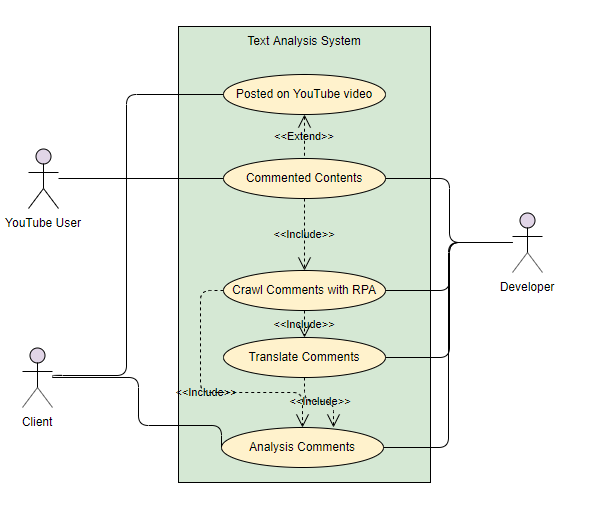 Text Analysis System
Posted on YouTube video
<<Extend>>
Commented Contents
YouTube User
<<Include>>
Developer
Crawl Comments with RPA
<<Include>>
Translate Comments
<<Include>>
<<Include>>
Client
Analysis Comments